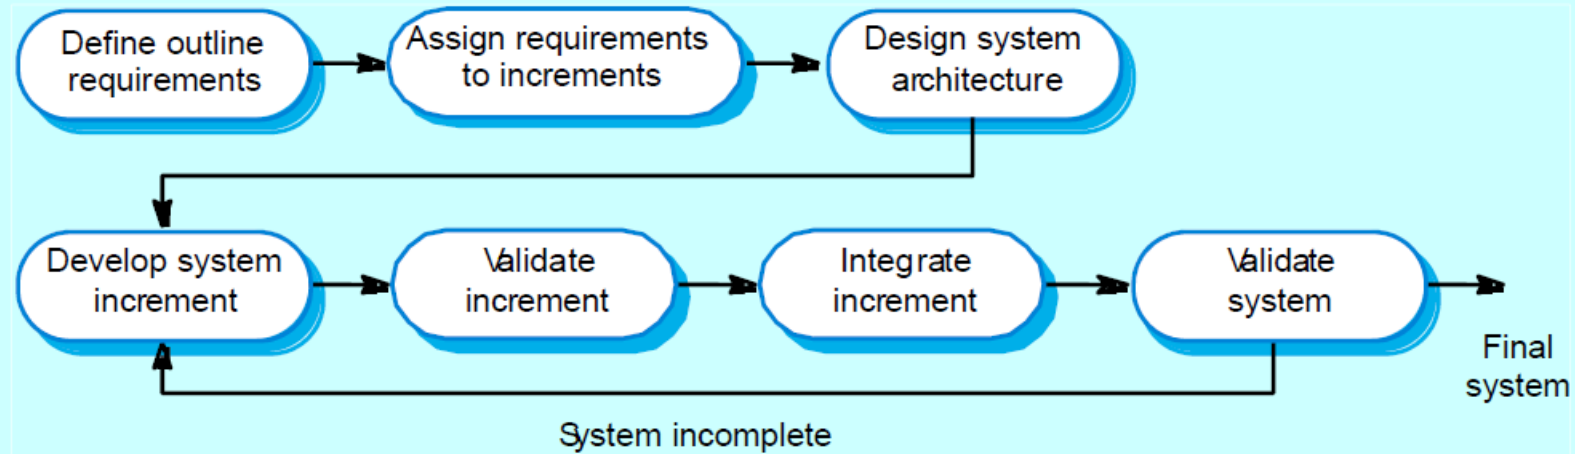 Define outline
requirements
Assign requirements
to increments
Design system
architecture
Develop system
increment
Validate
increment
Integrate
increment
Validate
system
Final
system
System incomplete